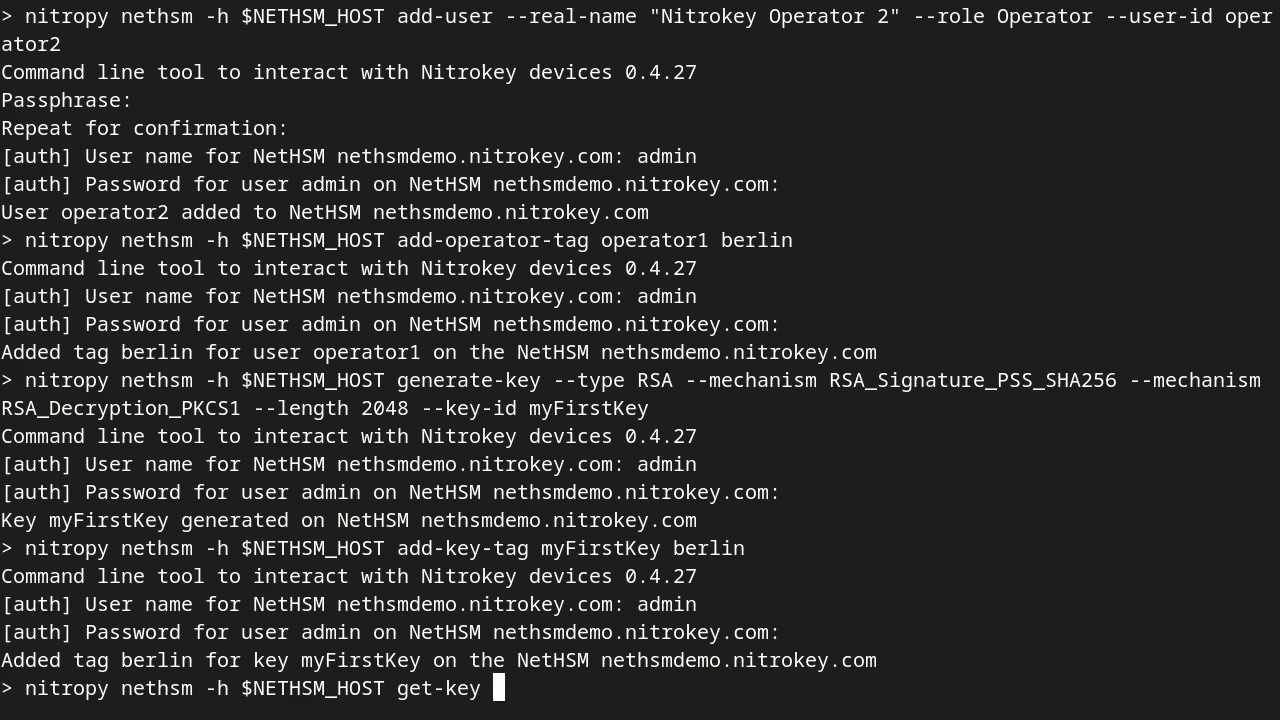 > nitropy nethsm -h $NETHSM_HOST add-user --real-name "Nitrokey Operator 2" --role Operator --user-id oper
ator2
Command line tool to interact with Nitrokey devices 0.4.27
Passphrase:
Repeat for confirmation:
[auth] User name for NetHSM nethsmdemo.nitrokey.com: admin
[auth] Password for user admin on NetHSM nethsmdemo.nitrokey.com:
User operator2 added to NetHSM nethsmdemo.nitrokey.com
> nitropy nethsm -h $NETHSM_HOST add-operator-tag operator1 berlin
Command line tool to interact with Nitrokey devices 0.4.27
[auth] User name for NetHSM nethsmdemo.nitrokey.com: admin
[auth] Password for user admin on NetHSM nethsmdemo.nitrokey.com:
Added tag berlin for user operator1 on the NetHSM nethsmdemo.nitrokey.com
> nitropy nethsm -h $NETHSM_HOST generate-key --type RSA --mechanism RSA_Signature_PSS_SHA256 --mechanism
RSA_Decryption_PKCS1 --length 2048 --key-id myFirstKey
Command line tool to interact with Nitrokey devices 0.4.27
[auth] User name for NetHSM nethsmdemo.nitrokey.com: admin
[auth] Password for user admin on NetHSM nethsmdemo.nitrokey.com:
Key myFirstKey generated on NetHSM nethsmdemo.nitrokey.com
> nitropy nethsm -h $NETHSM_HOST add-key-tag myFirstKey berlin
Command line tool to interact with Nitrokey devices 0.4.27
[auth] User name for NetHSM nethsmdemo.nitrokey.com: admin
[auth] Password for user admin on NetHSM nethsmdemo.nitrokey.com:
Added tag berlin for key myFirstKey on the NetHSM nethsmdemo.nitrokey.com
> nitropy nethsm -h $NETHSM_HOST get-key